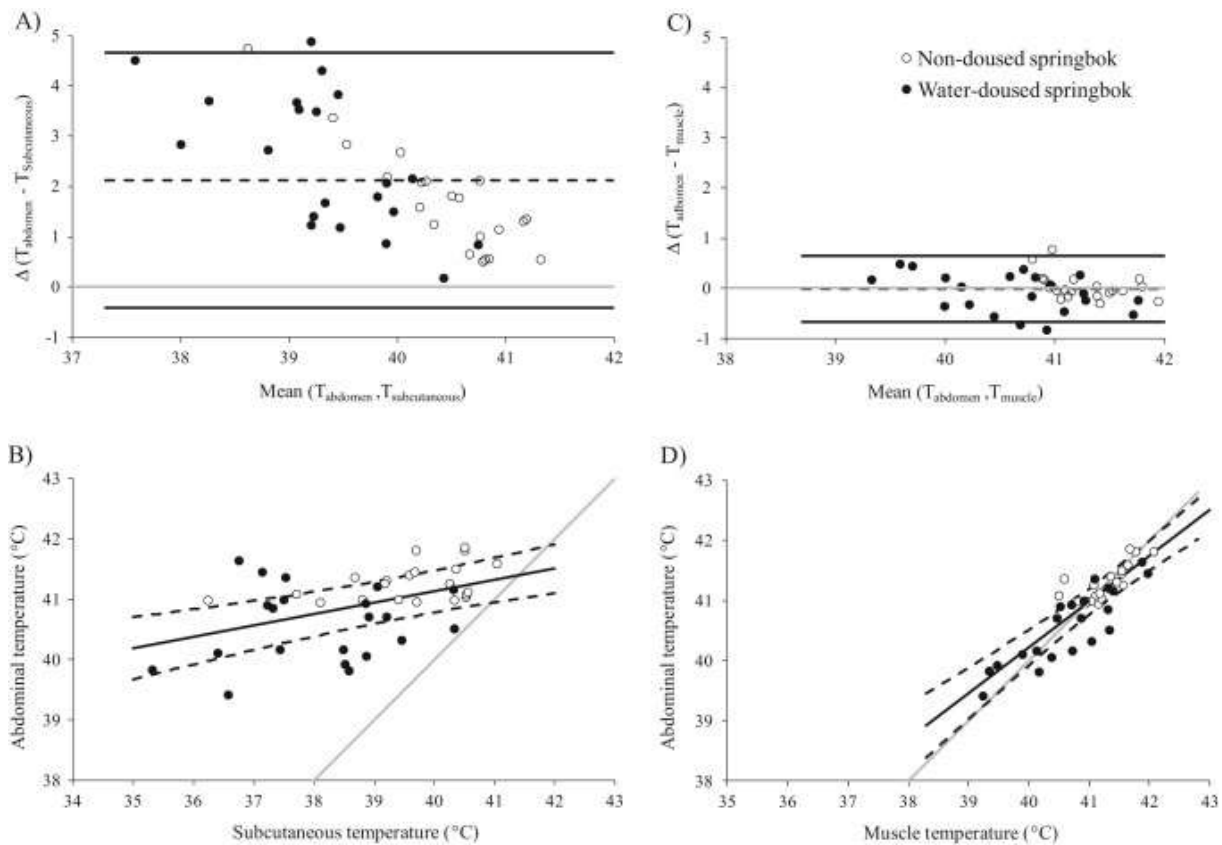 A)
5
4
3
2
1
0
-1
Δ (Tabdomen - TSubcutaneous)
37 38 39 40 41 42
Mean (Tabdomen ,Tsubcutaneous)
C)
5
4
3
2
1
0
-1
Δ (Tadbomen - Tmuscle)
Non-doused springbok
Water-doused springbok
38 39 40 41 42
Mean (Tabdomen ,Tmuscle)
B)
43
42
41
40
39
38
Abdominal temperature (°C)
34 35 36 37 38 39 40 41 42 43
Subcutaneous temperature (°C)
D)
43
42
41
40
39
38
Abdominal temperature (°C)
35 36 37 38 39 40 41 42 43
Muscle temperature (°C)